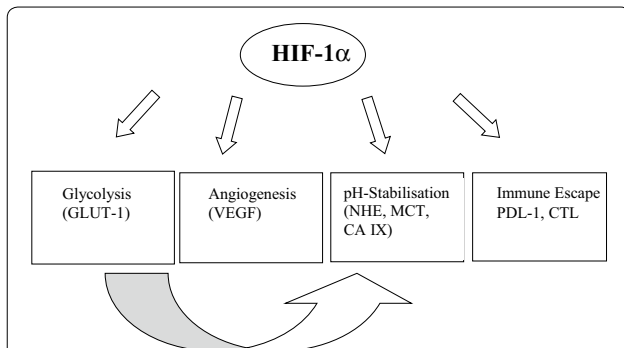 HIF-1α
Glycolysis
(GLUT-1)
Angiogenesis
(VEGF)
pH-Stabilisation
(NHE, MCT,
CA IX)
Immune Escape
PDL-1, CTL